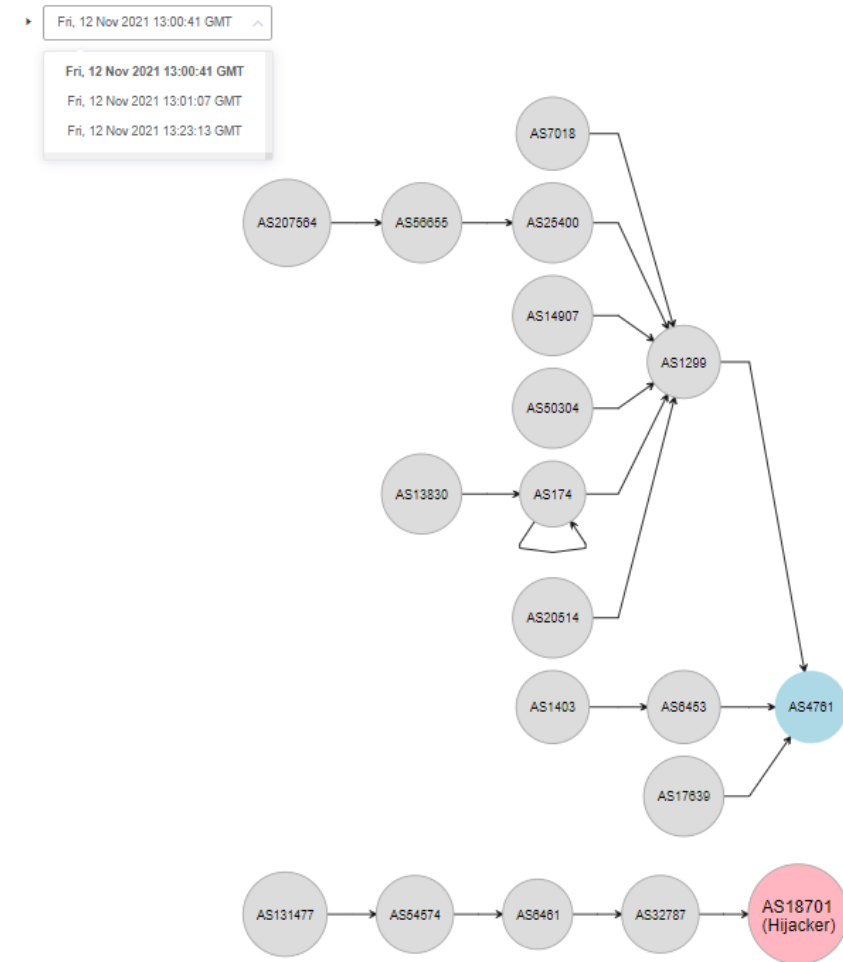 Fri, 12 Nov 2021 13:00:41 GMT
Fri, 12 Nov 2021 13:00:41 GMT
Fri, 12 Nov 2021 13:01:07 GMT
Fri, 12 Nov 2021 13:23:13 GMT
AS7018
AS207564
AS56655
AS25400
AS14907
AS1299
AS50304
AS13830
AS174
AS20514
AS1403
AS6453
AS4761
AS17639
AS131477
AS54574
AS6461
AS32787
AS18701
(Hijacker)